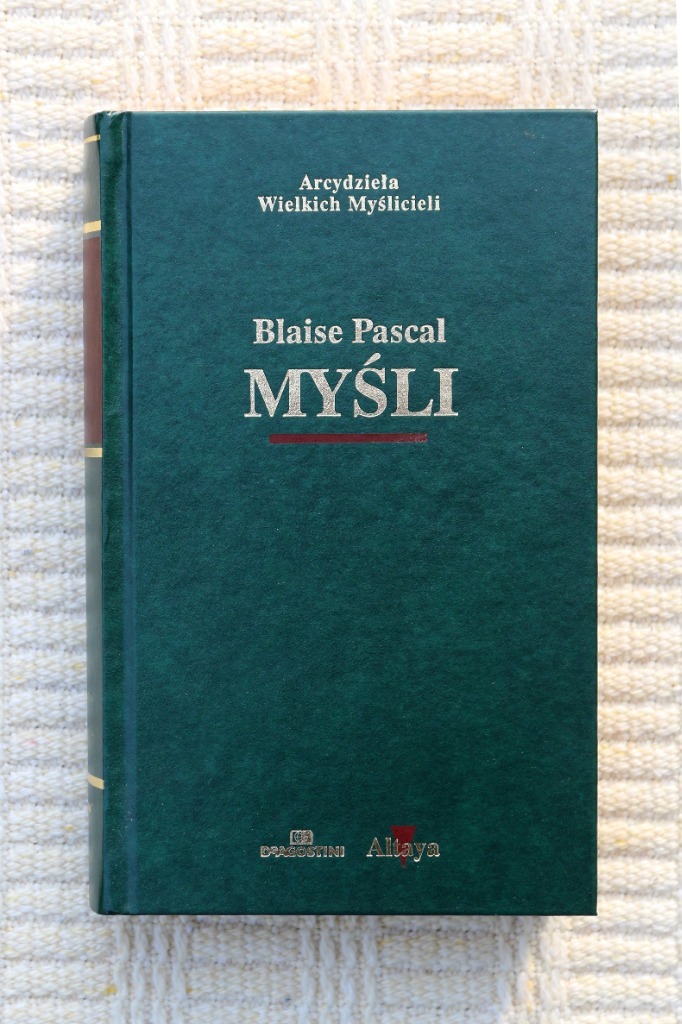 Arcydzieła
Wielkich Myślicieli
Blaise Pascal
MYŚLI
DeAGOSTINI
Altaya